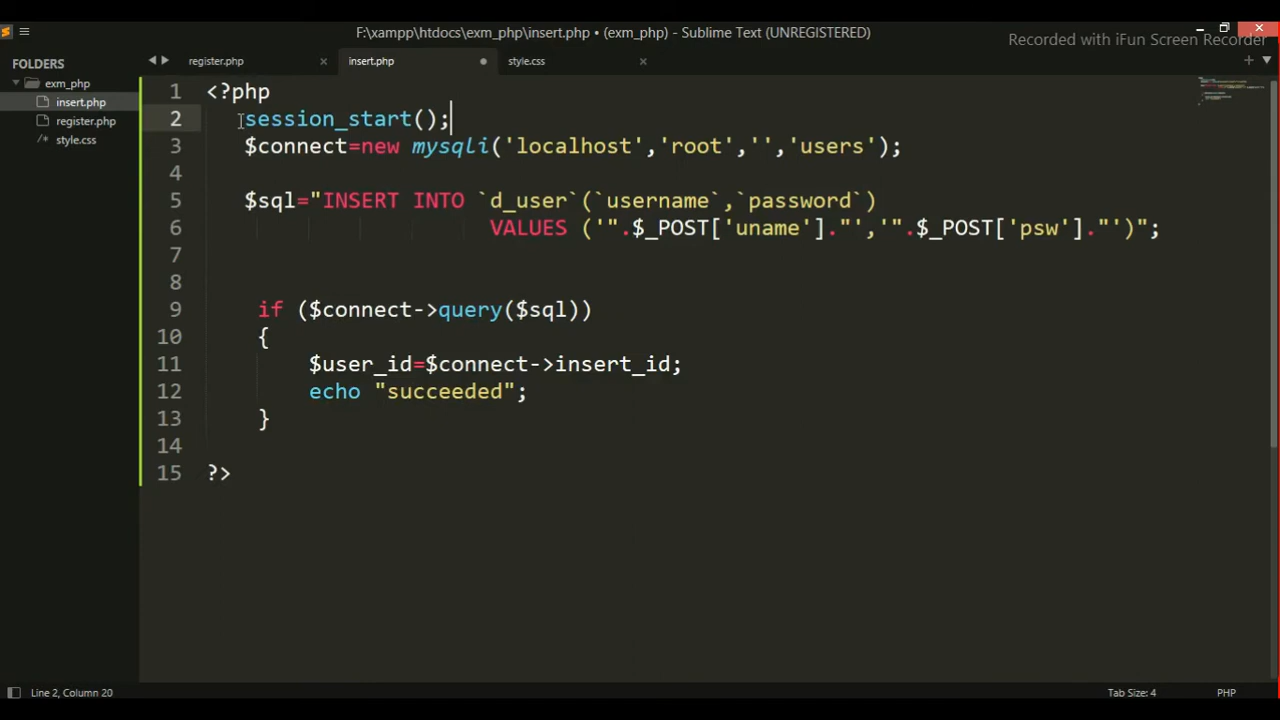 F:\xampp\htdocs\exm_php\insert.php • (exm_php) - Sublime Text (UNREGISTERED)
Recorded with iFun Screen Recorder
FOLDERS
exm_php
insert.php
register.php
/* style.css
register.php
insert.php
style.css
1 <?php
2 session_start();
3 $connect=new mysqli('localhost','root','','users');
4
5 $sql="INSERT INTO `d_user`(`username`,`password`)
6 VALUES ('".$_POST['uname']."','".$_POST['psw']."')";
7
8
9 if ($connect->query($sql))
10 {
11 $user_id=$connect->insert_id;
12 echo "succeeded";
13 }
14
15 ?>
Line 2, Column 20
Tab Size: 4
PHP